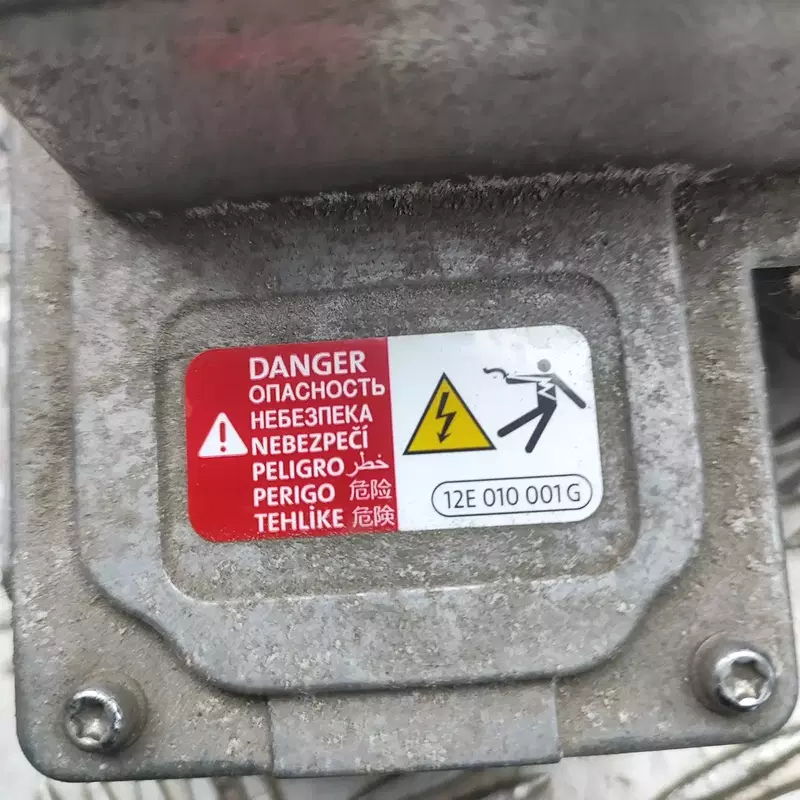 DANGER
ОПАСНОСТЬ
НЕБЕЗПЕКА
NEBEZPEČÍ
PELIGRO خطر
PERIGO 危险
TEHLİKE 危険
12E 010 001 G